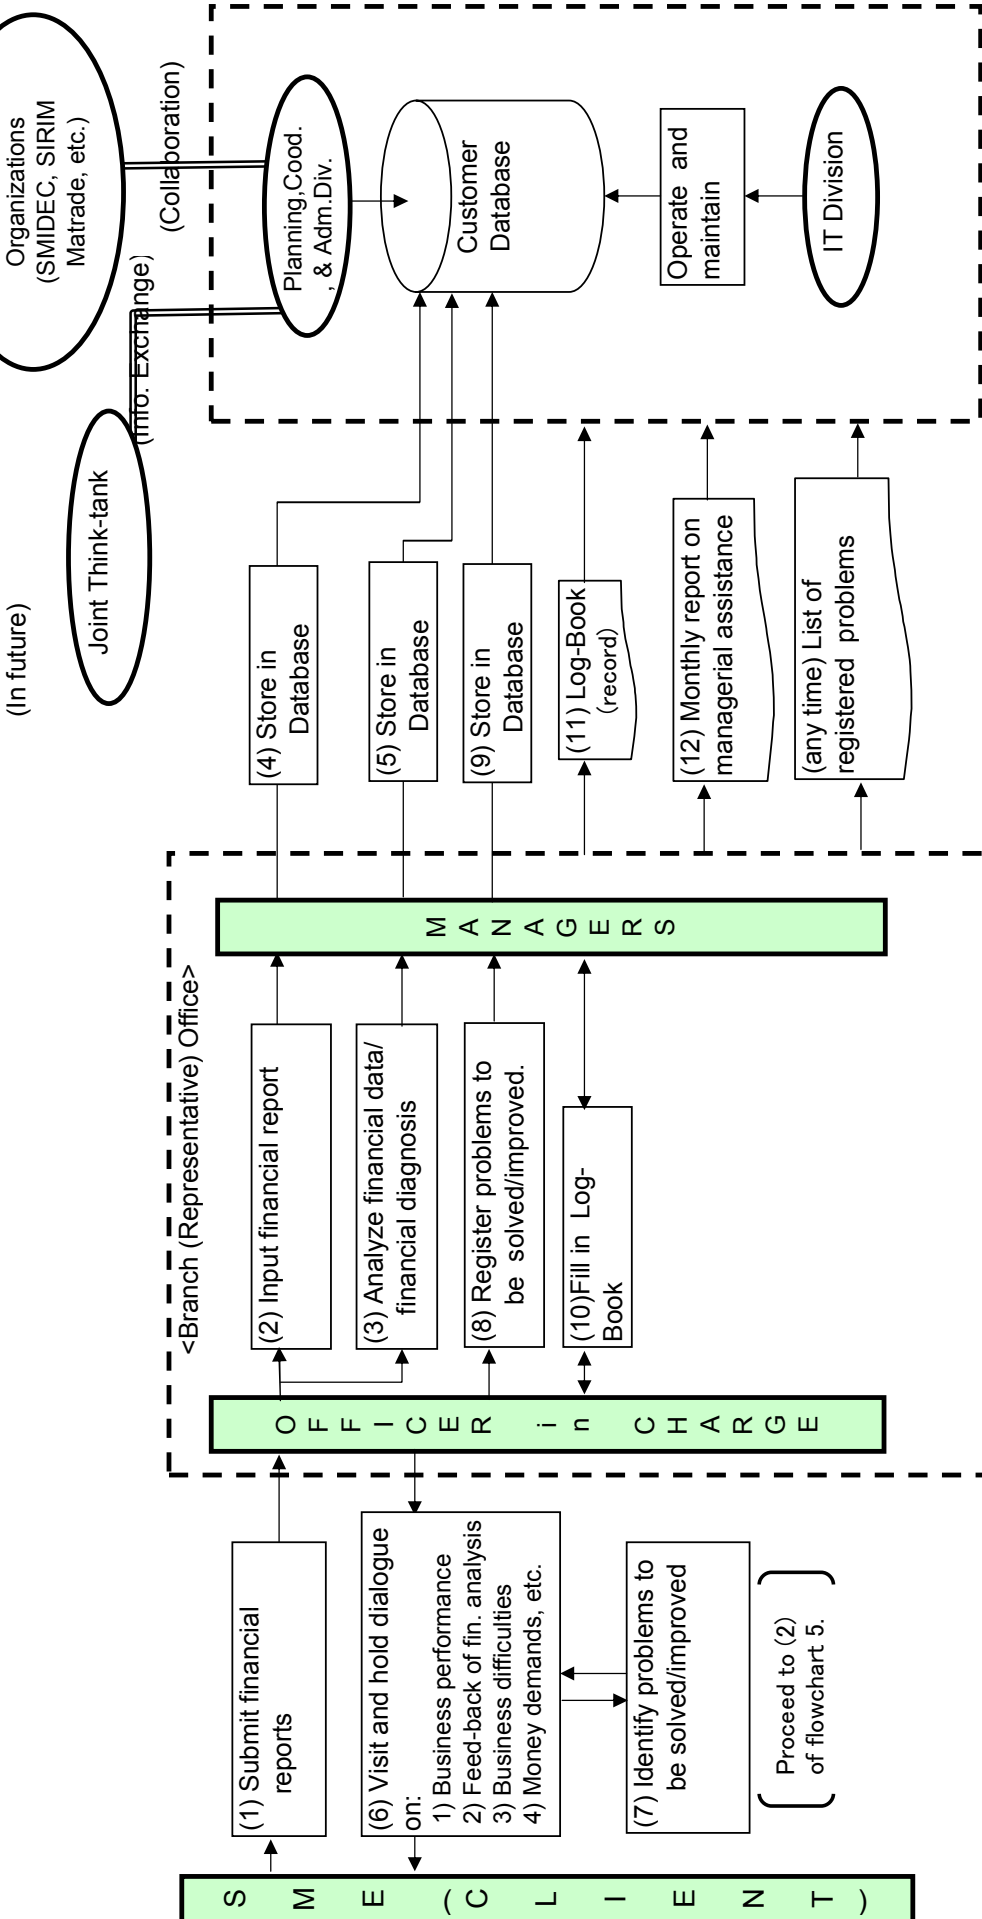 (In future)
Joint Think-tank
Organizations
(SMIDEC, SIRIM
Matrade, etc.)
(Info. Exchange)
(Collaboration)
<Branch (Representative) Office>
SME (CLIENT)
(1) Submit financial
reports
(6) Visit and hold dialogue
on:
1) Business performance
2) Feed-back of fin. analysis
3) Business difficulties
4) Money demands, etc.
(7) Identify problems to
be solved/improved
Proceed to (2)
of flowchart 5.
OFFICER in CHARGE
(2) Input financial report
(3) Analyze financial data/
financial diagnosis
(8) Register problems to
be solved/improved.
(10)Fill in Log-
Book
MANAGERS
(4) Store in
Database
(5) Store in
Database
(9) Store in
Database
(11) Log-Book
(record)
(12) Monthly report on
managerial assistance
(any time) List of
registered problems
Planning,Cood.
, & Adm.Div.
Customer
Database
Operate and
maintain
IT Division